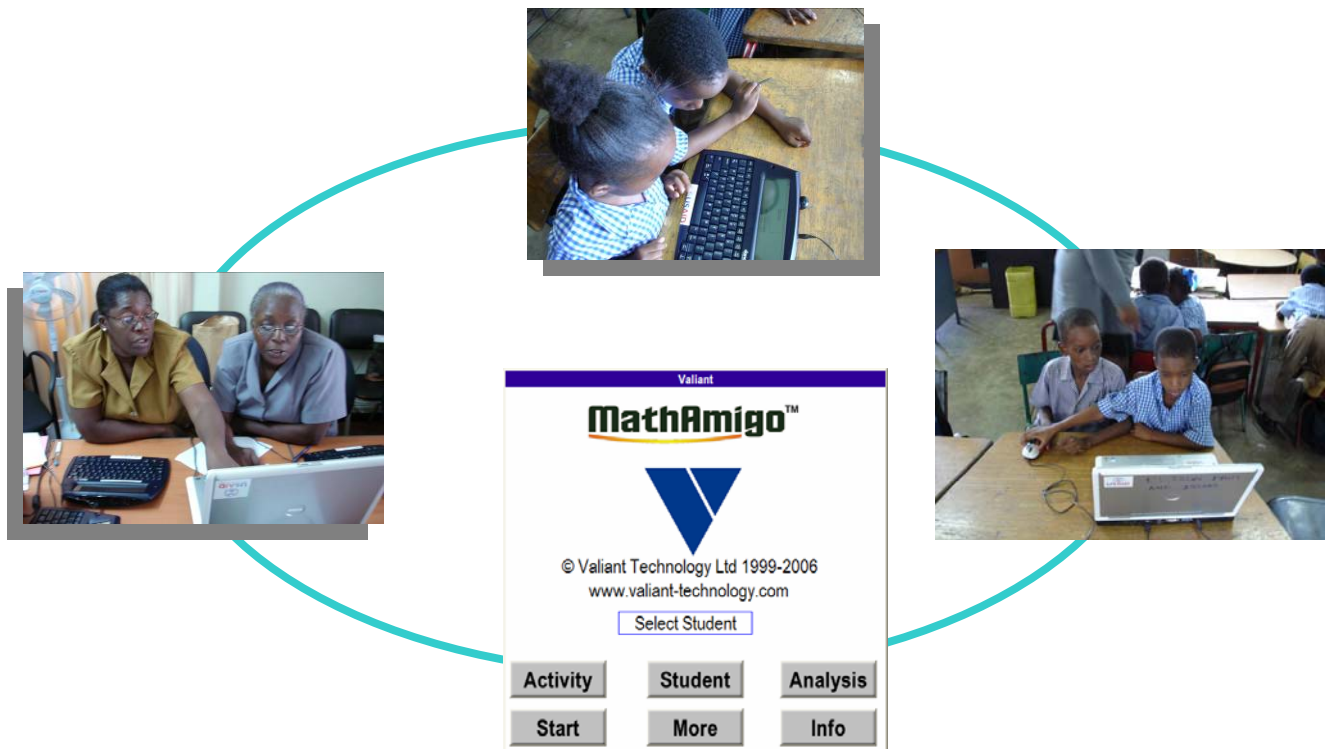 USAID
Valiant
MathAmigo™
© Valiant Technology Ltd 1999-2006
www.valiant-technology.com
Select Student
Activity Student Analysis
Start More Info